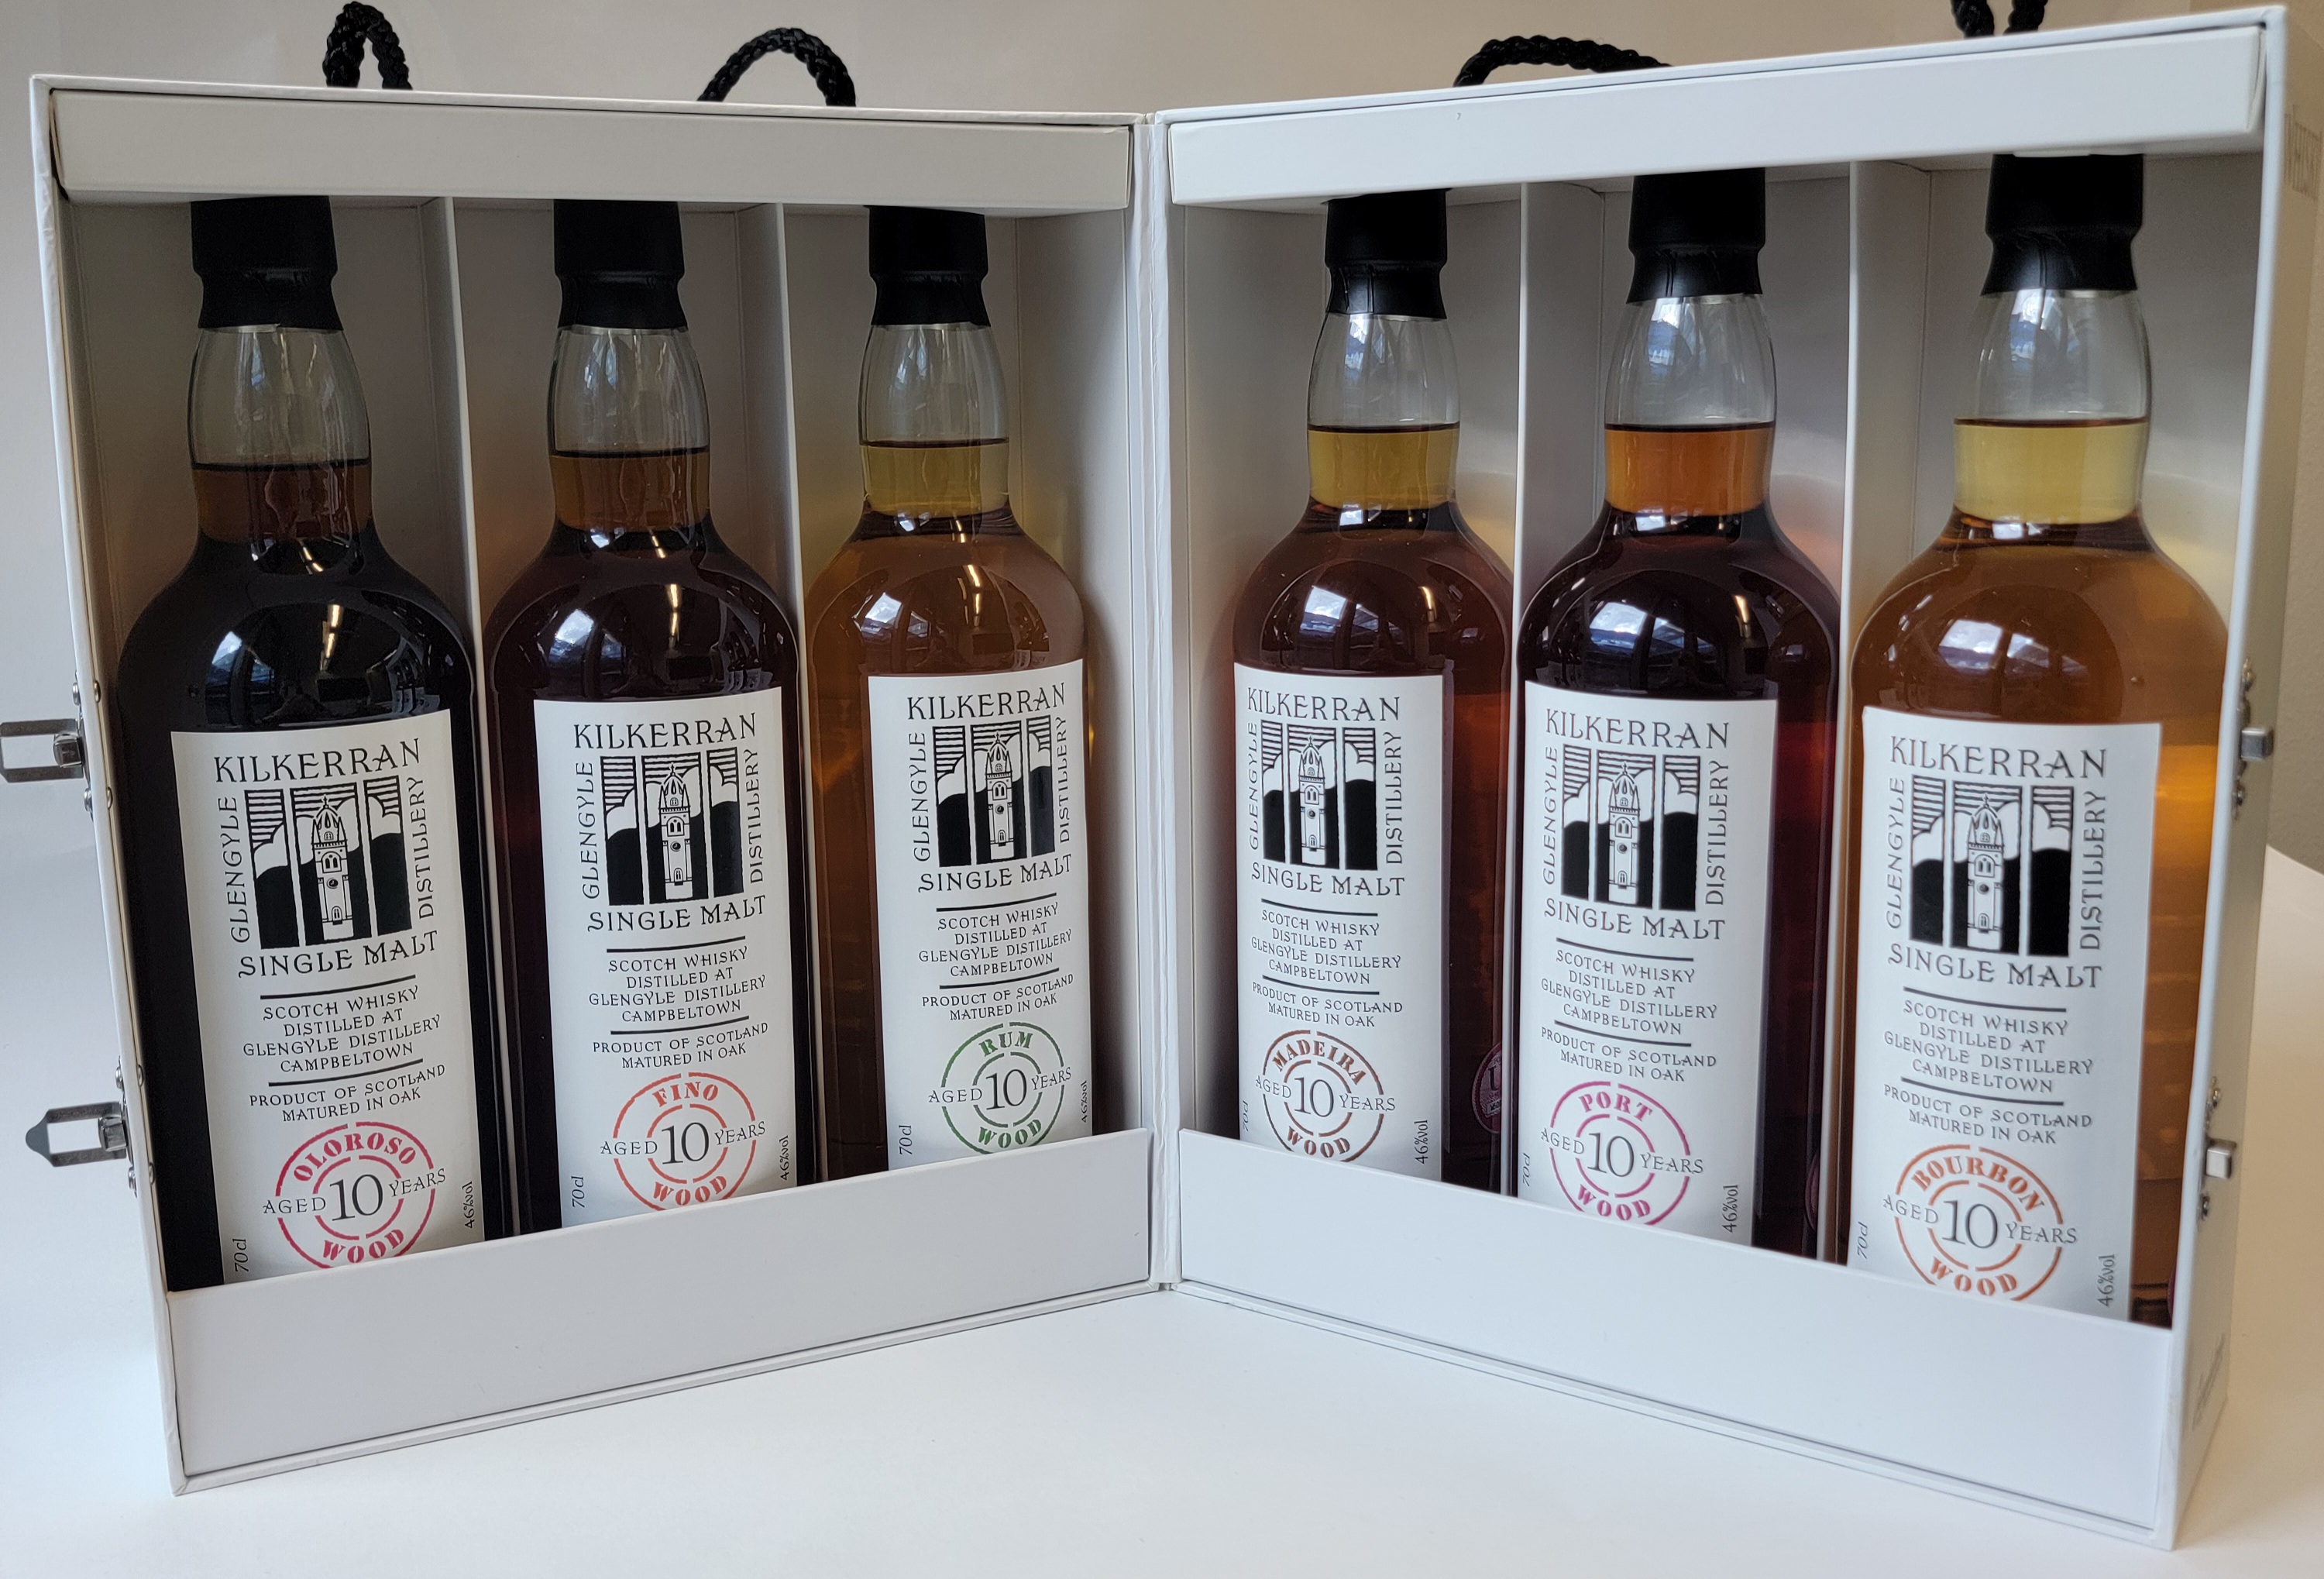 KILKERRAN
GLENGYLE
DISTILLERY
SINGLE MALT
SCOTCH WHISKY
DISTILLED AT
GLENGYLE DISTILLERY
CAMPBELTOWN
PRODUCT OF SCOTLAND
MATURED IN OAK
OLOROSO
AGED 10 YEARS
WOOD
70cl
46%vol
KILKERRAN
GLENGYLE
DISTILLERY
SINGLE MALT
SCOTCH WHISKY
DISTILLED AT
GLENGYLE DISTILLERY
CAMPBELTOWN
PRODUCT OF SCOTLAND
MATURED IN OAK
FINO
AGED 10 YEARS
WOOD
70cl
46%vol
KILKERRAN
GLENGYLE
DISTILLERY
SINGLE MALT
SCOTCH WHISKY
DISTILLED AT
GLENGYLE DISTILLERY
CAMPBELTOWN
PRODUCT OF SCOTLAND
MATURED IN OAK
RUM
AGED 10 YEARS
WOOD
70cl
46%vol
KILKERRAN
GLENGYLE
DISTILLERY
SINGLE MALT
SCOTCH WHISKY
DISTILLED AT
GLENGYLE DISTILLERY
CAMPBELTOWN
PRODUCT OF SCOTLAND
MATURED IN OAK
MADEIRA
AGED 10 YEARS
WOOD
70cl
46%vol
KILKERRAN
GLENGYLE
DISTILLERY
SINGLE MALT
SCOTCH WHISKY
DISTILLED AT
GLENGYLE DISTILLERY
CAMPBELTOWN
PRODUCT OF SCOTLAND
MATURED IN OAK
PORT
AGED 10 YEARS
WOOD
70cl
46%vol
KILKERRAN
GLENGYLE
DISTILLERY
SINGLE MALT
SCOTCH WHISKY
DISTILLED AT
GLENGYLE DISTILLERY
CAMPBELTOWN
PRODUCT OF SCOTLAND
MATURED IN OAK
BOURBON
AGED 10 YEARS
WOOD
70cl
46%vol